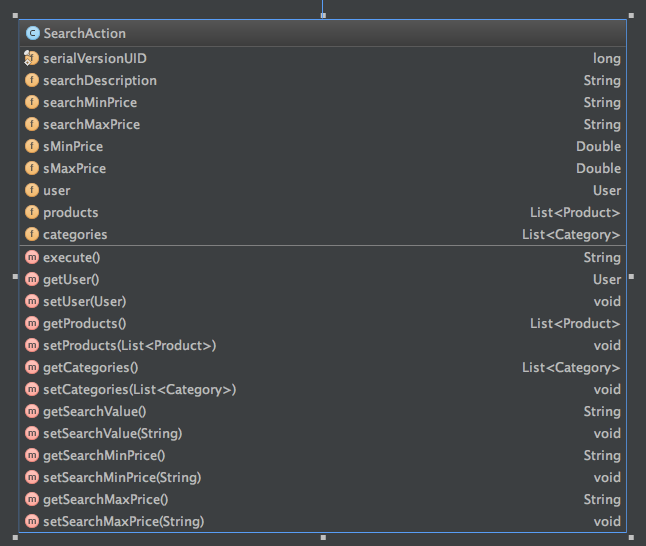 C SearchAction
f serialVersionUID long
f searchDescription String
f searchMinPrice String
f searchMaxPrice String
f sMinPrice Double
f sMaxPrice Double
f user User
f products List<Product>
f categories List<Category>
m execute() String
m getUser() User
m setUser(User) void
m getProducts() List<Product>
m setProducts(List<Product>) void
m getCategories() List<Category>
m setCategories(List<Category>) void
m getSearchValue() String
m setSearchValue(String) void
m getSearchMinPrice() String
m setSearchMinPrice(String) void
m getSearchMaxPrice() String
m setSearchMaxPrice(String) void